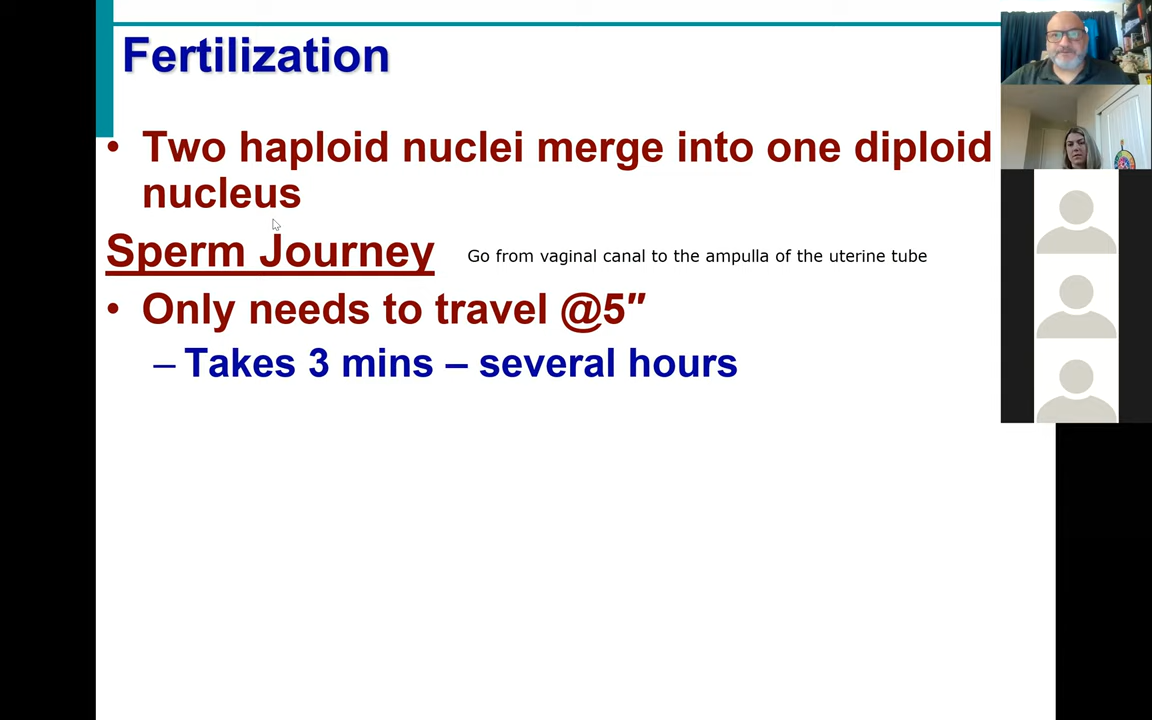 Fertilization
• Two haploid nuclei merge into one diploid
nucleus
Sperm Journey Go from vaginal canal to the ampulla of the uterine tube
• Only needs to travel @5″
– Takes 3 mins – several hours